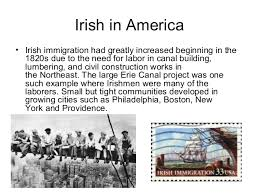 Irish in America
• Irish immigration had greatly increased beginning in the
1820s due to the need for labor in canal building,
lumbering, and civil construction works in
the Northeast. The large Erie Canal project was one
such example where Irishmen were many of the
laborers. Small but tight communities developed in
growing cities such as Philadelphia, Boston, New
York and Providence.
IRISH IMMIGRATION 33USA